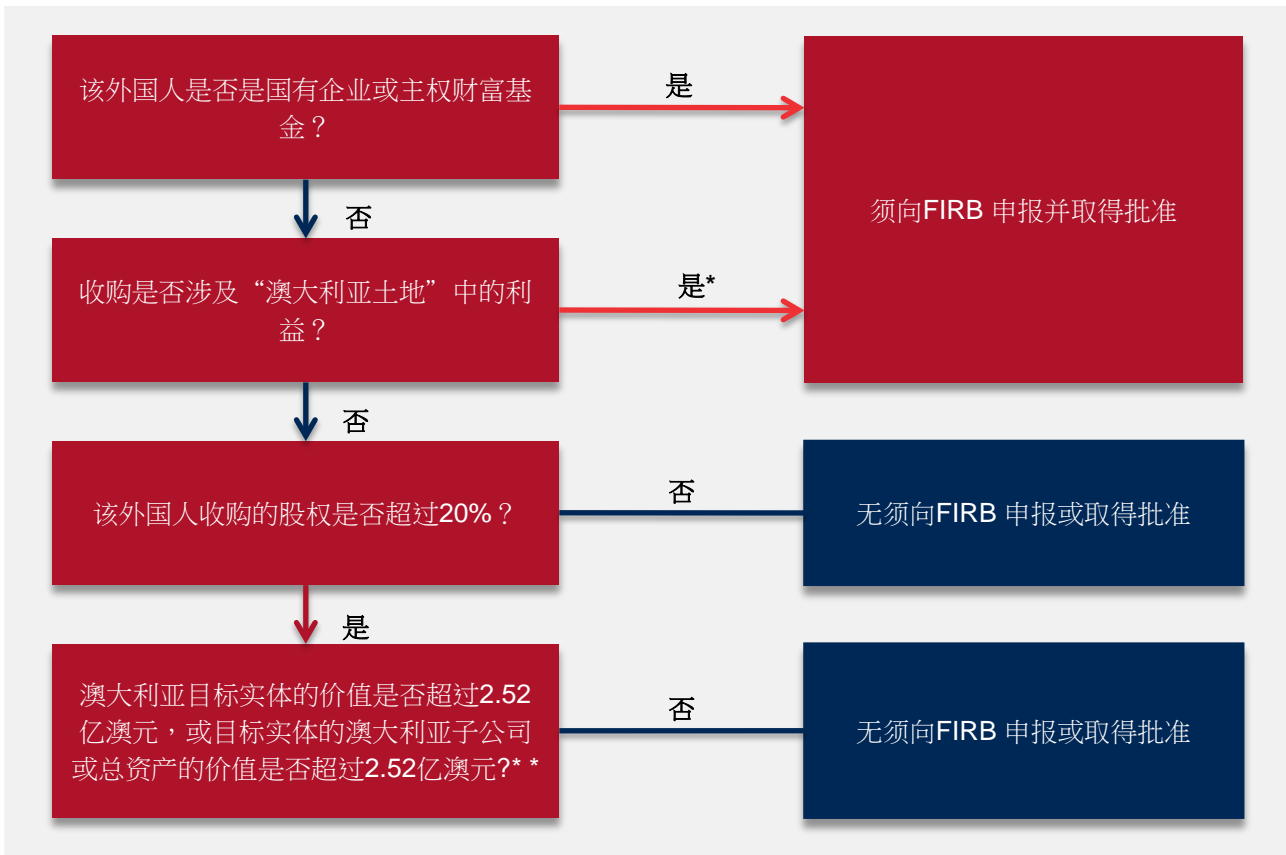 该外国人是否是国有企业或主权财富基
金？
是
须向FIRB 申报并取得批准
否
收购是否涉及“澳大利亚土地”中的利
益？
是*
否
该外国人收购的股权是否超过20%？
否
无须向FIRB 申报或取得批准
是
澳大利亚目标实体的价值是否超过2.52
亿澳元，或目标实体的澳大利亚子公司
或总资产的价值是否超过2.52亿澳元?* *
否
无须向FIRB 申报或取得批准